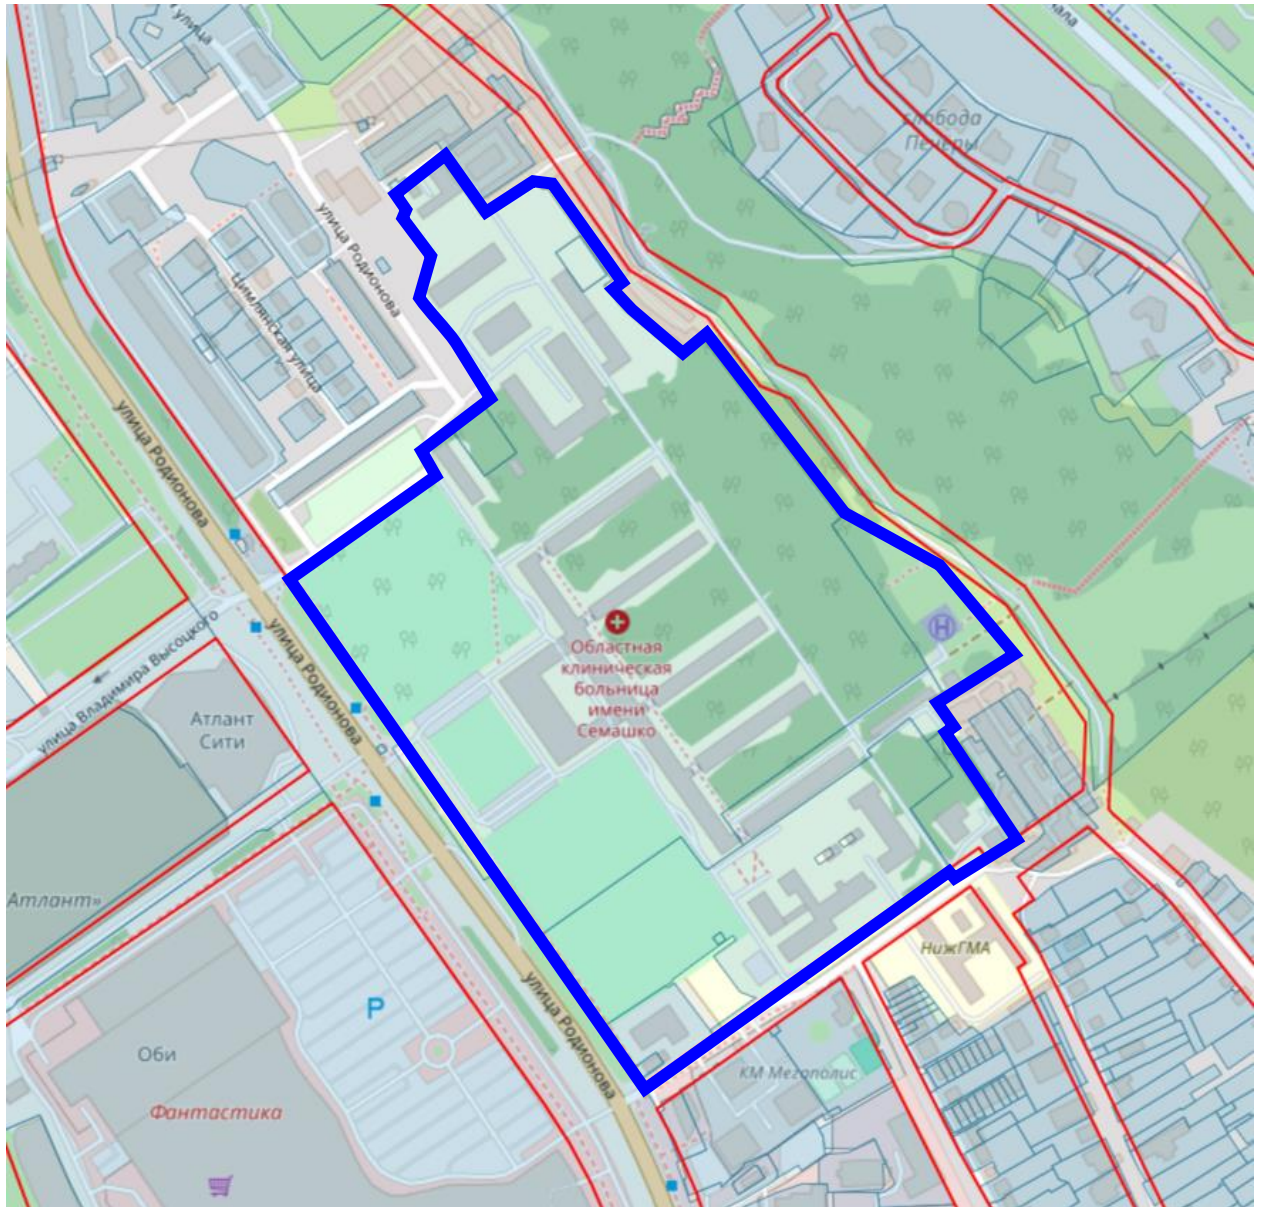 улица
чала
слобода
Печеры
улица Родионова
Цимлянская улица
улица Родионова
Областная
клиническая
больница
имени
Семашко
H
улица Владимира Высоцкого
улица Родионова
Атлант
Сити
Атлант»
НижГМА
улица Родионова
P
Оби
КМ Мегаполис
Фантастика